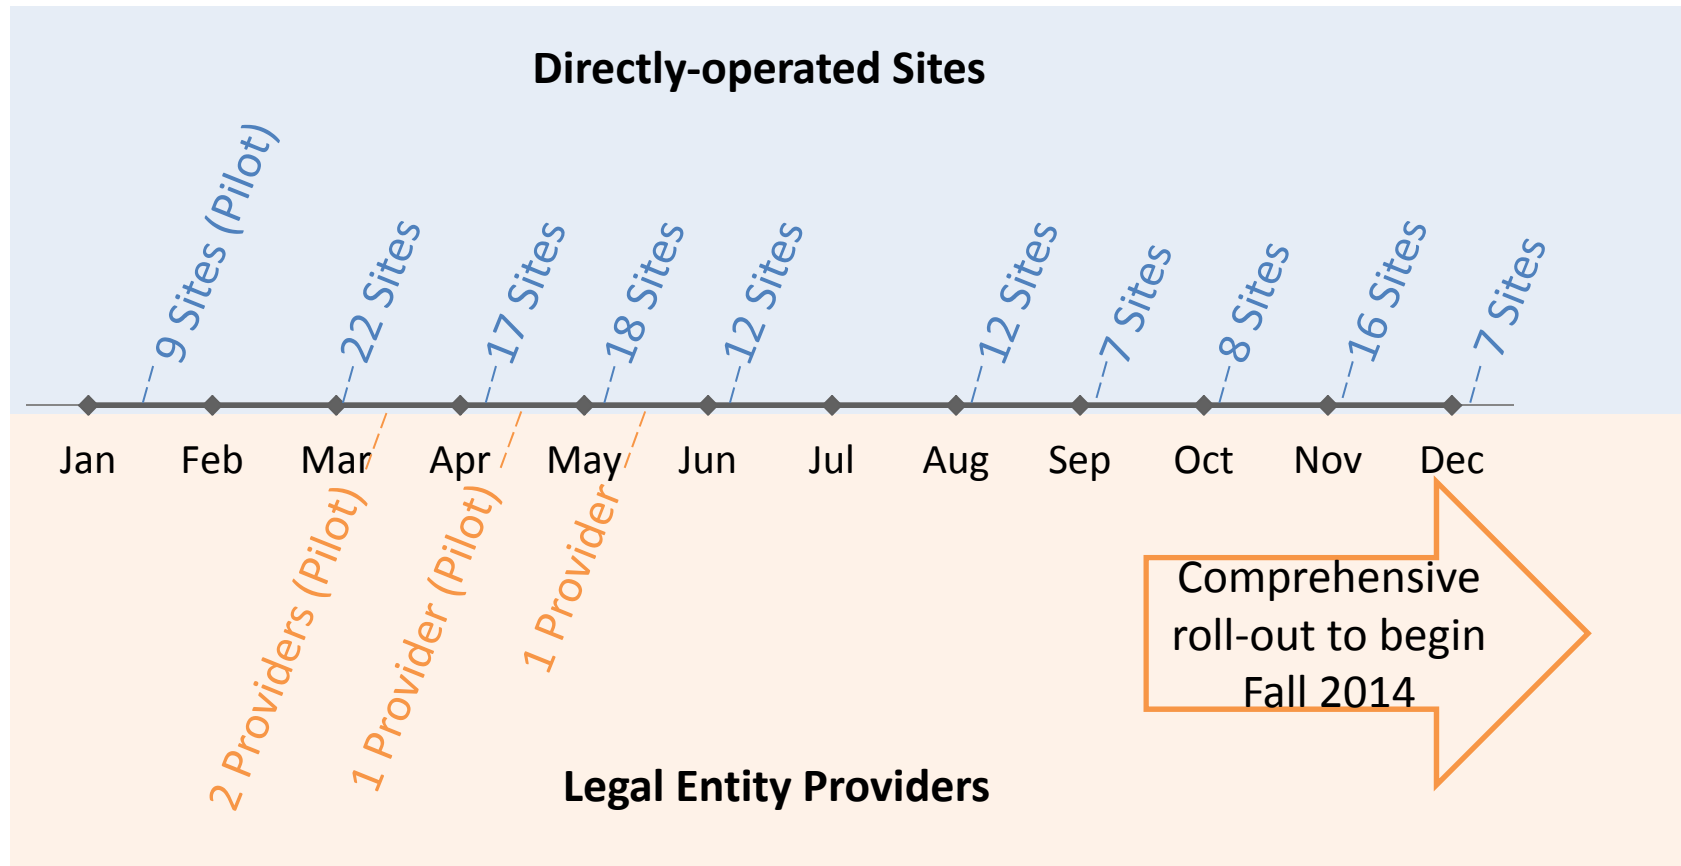 Directly-operated Sites
9 Sites (Pilot)
22 Sites
17 Sites
18 Sites
12 Sites
12 Sites
7 Sites
8 Sites
16 Sites
7 Sites
Jan
Feb
Mar
Apr
May
Jun
Jul
Aug
Sep
Oct
Nov
Dec
2 Providers (Pilot)
1 Provider (Pilot)
1 Provider
Comprehensive
roll-out to begin
Fall 2014
Legal Entity Providers